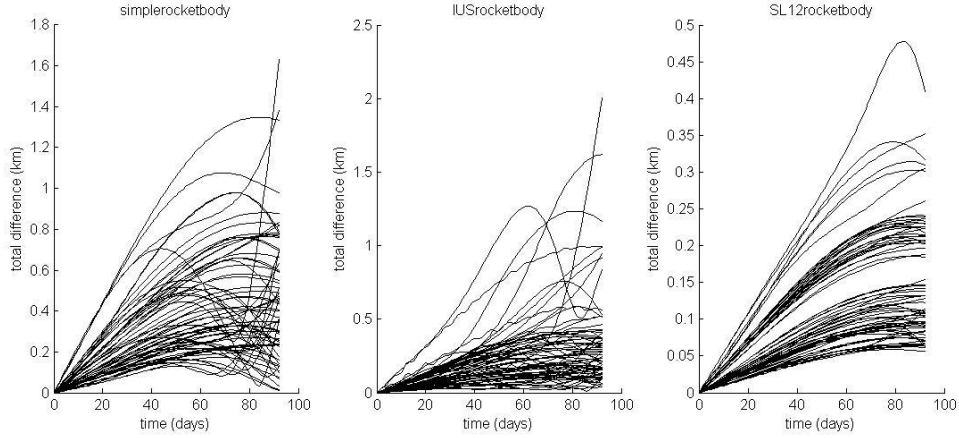 simplerocketbody
IUSrocketbody
SL12rocketbody
1.8
1.6
1.4
1.2
1
0.8
0.6
0.4
0.2
0
total difference (km)
0 20 40 60 80 100
time (days)
2.5
2
1.5
1
0.5
0
total difference (km)
0 20 40 60 80 100
time (days)
0.5
0.45
0.4
0.35
0.3
0.25
0.2
0.15
0.1
0.05
0
total difference (km)
0 20 40 60 80 100
time (days)